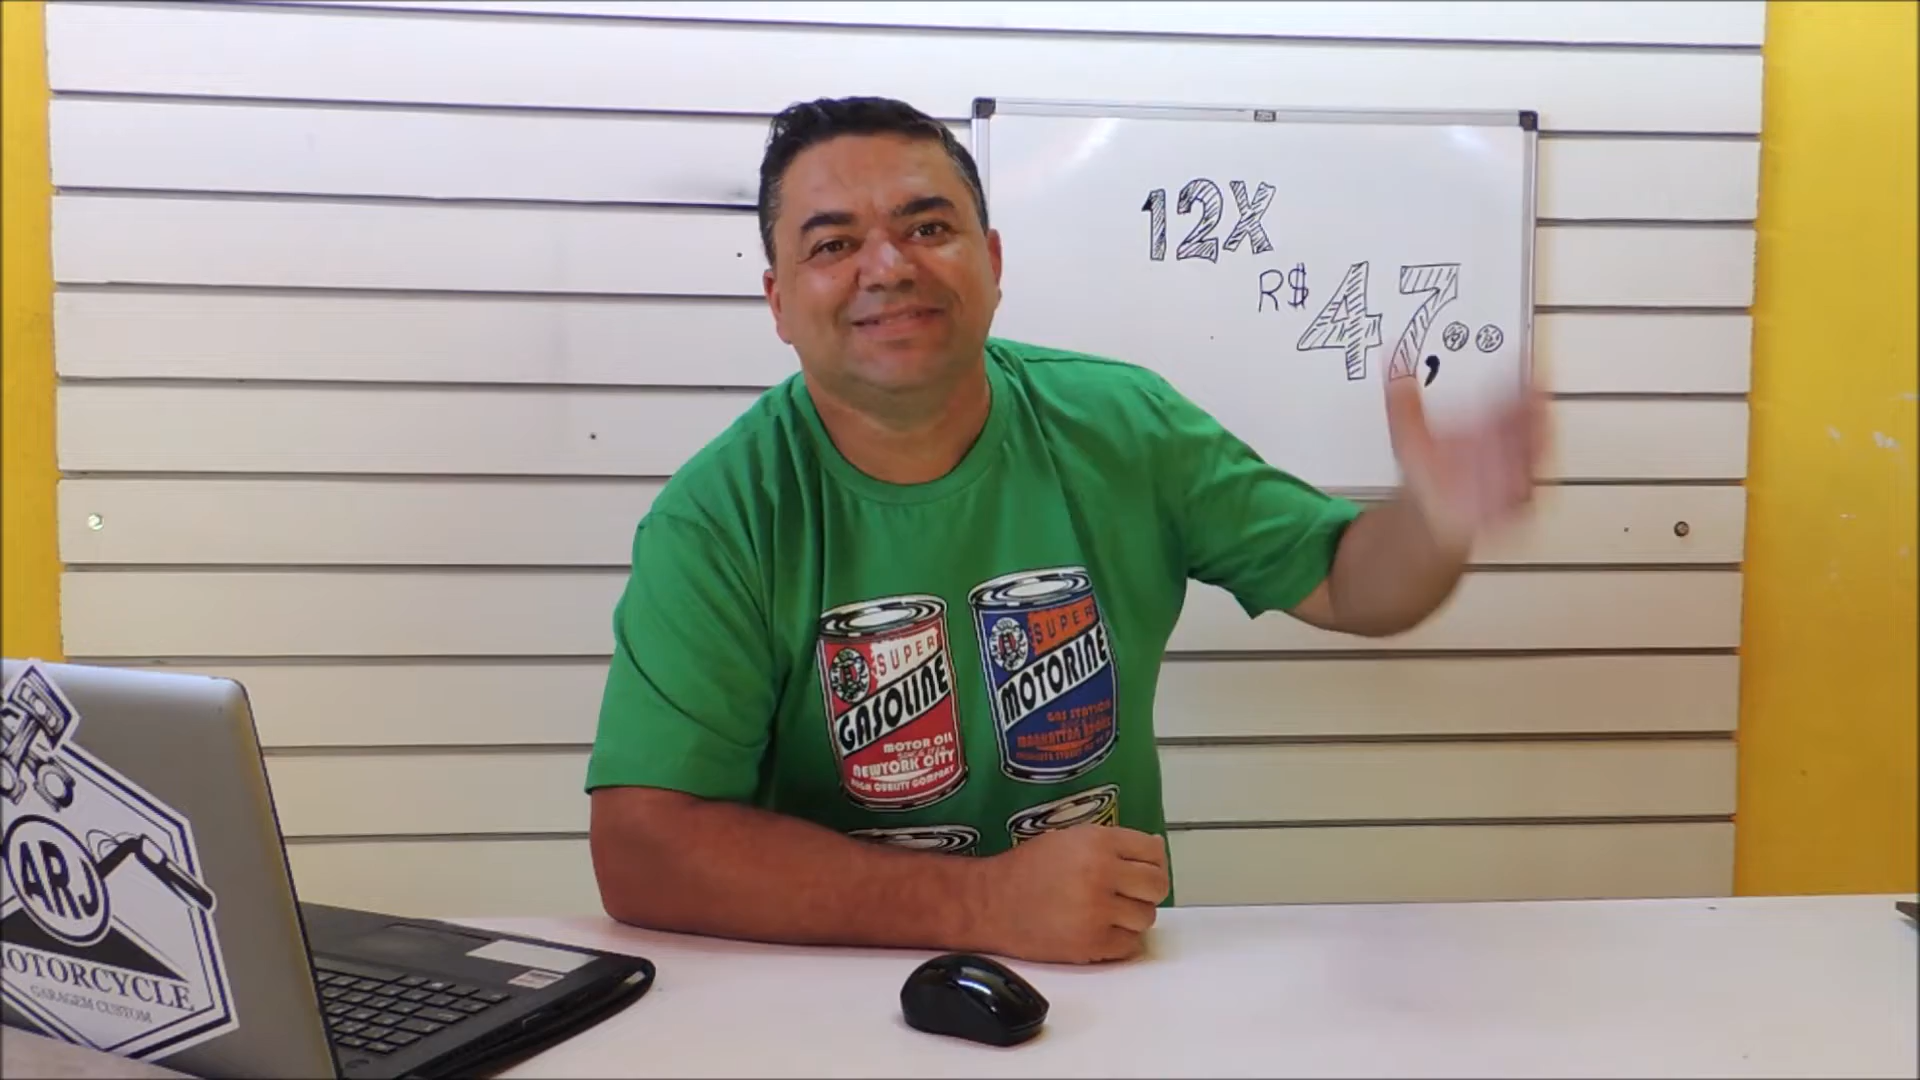 12X
R$ 47,00
SUPER
GASOLINE
MOTOR OIL
NEWYORK CITY
HIGH QUALITY COMPANY
SUPER
MOTORINE
GAS STATION
MANHATTAN
ARJ
MOTORCYCLE
GARAGEM CUSTOM